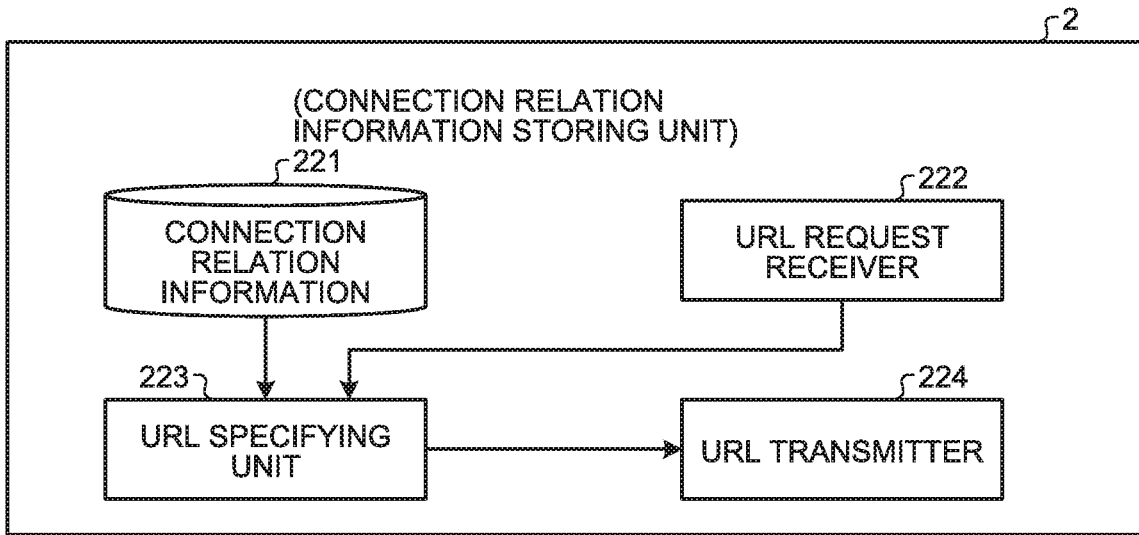 2
(CONNECTION RELATION
INFORMATION STORING UNIT)
221
CONNECTION
RELATION
INFORMATION
222
URL REQUEST
RECEIVER
223
URL SPECIFYING
UNIT
224
URL TRANSMITTER